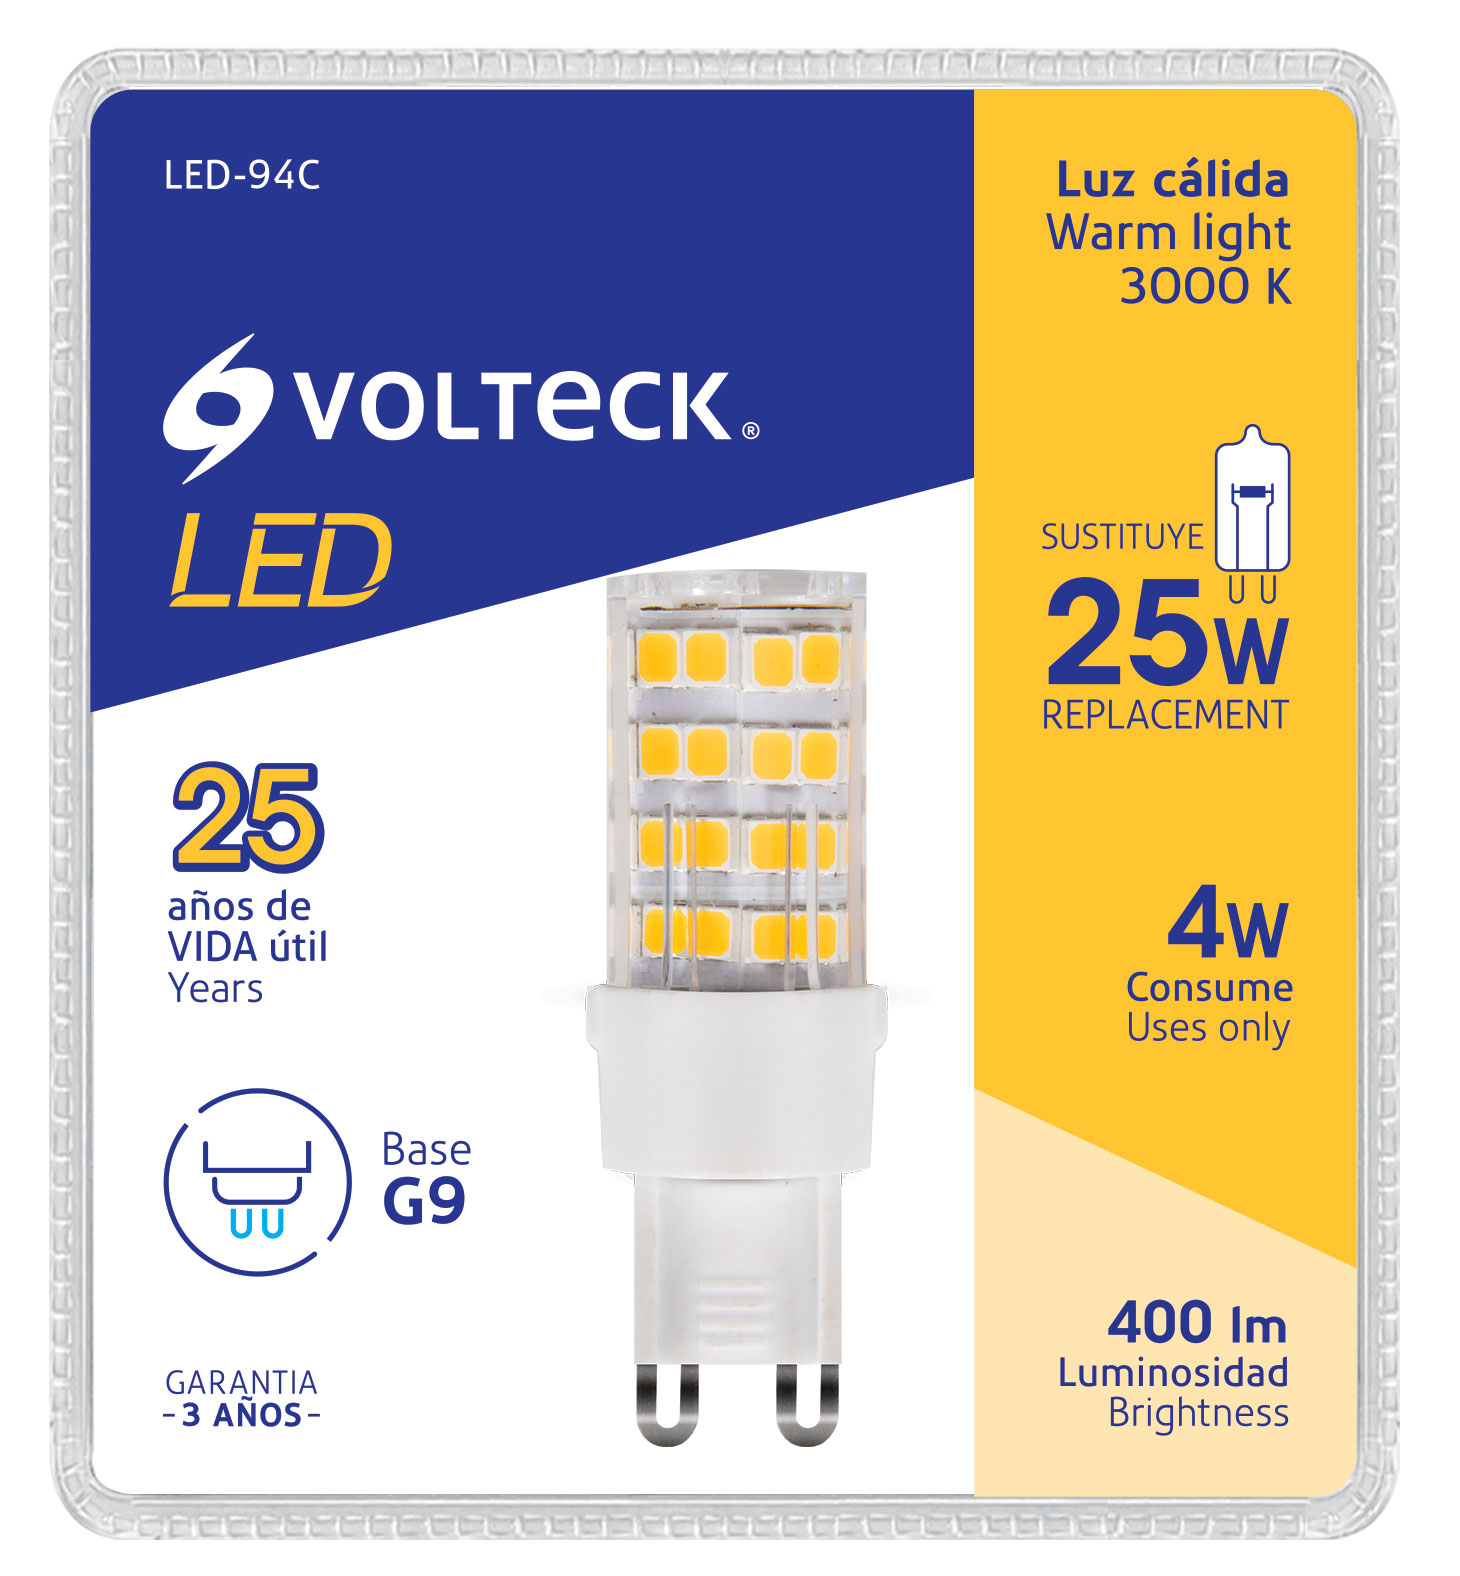 LED-94C
VOLTECK®
LED
25
años de
VIDA útil
Years
Base
G9
GARANTIA
- 3 AÑOS -
Luz cálida
Warm light
3000 K
SUSTITUYE
25W
REPLACEMENT
4W
Consume
Uses only
400 lm
Luminosidad
Brightness